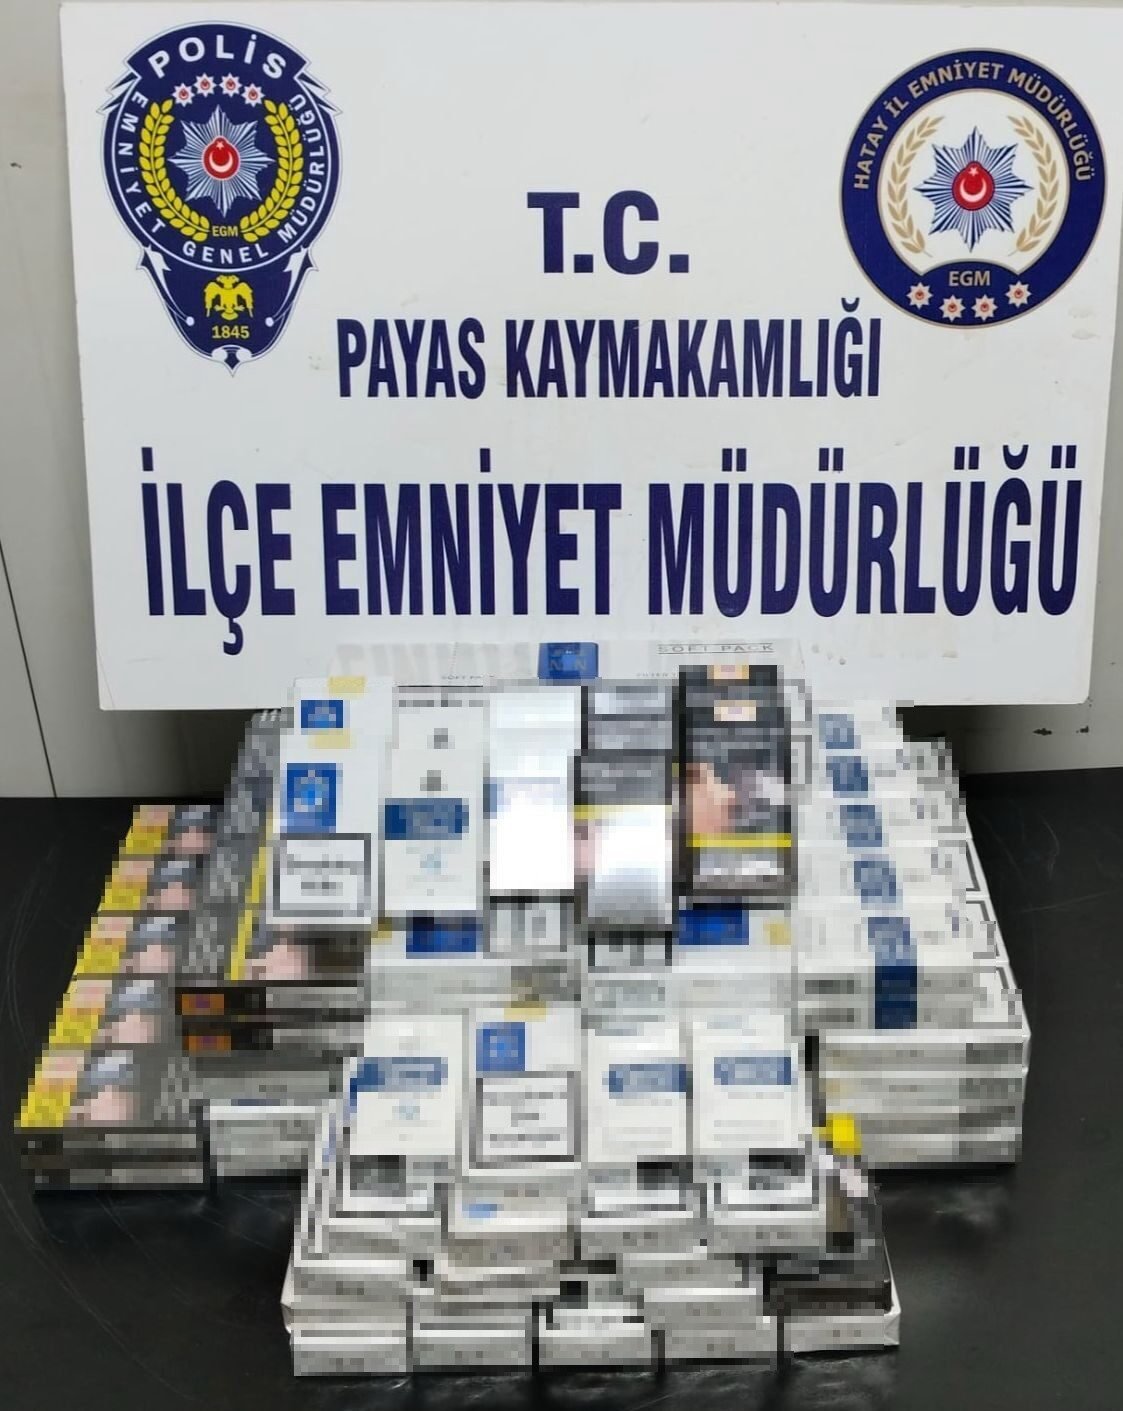 POLİS
EMNİYET GENEL MÜDÜRLÜĞÜ
EGM
1845
HATAY İL EMNİYET MÜDÜRLÜĞÜ
EGM
T.C.
PAYAS KAYMAKAMLIĞI
İLÇE EMNİYET MÜDÜRLÜĞÜ
SOFT PACK